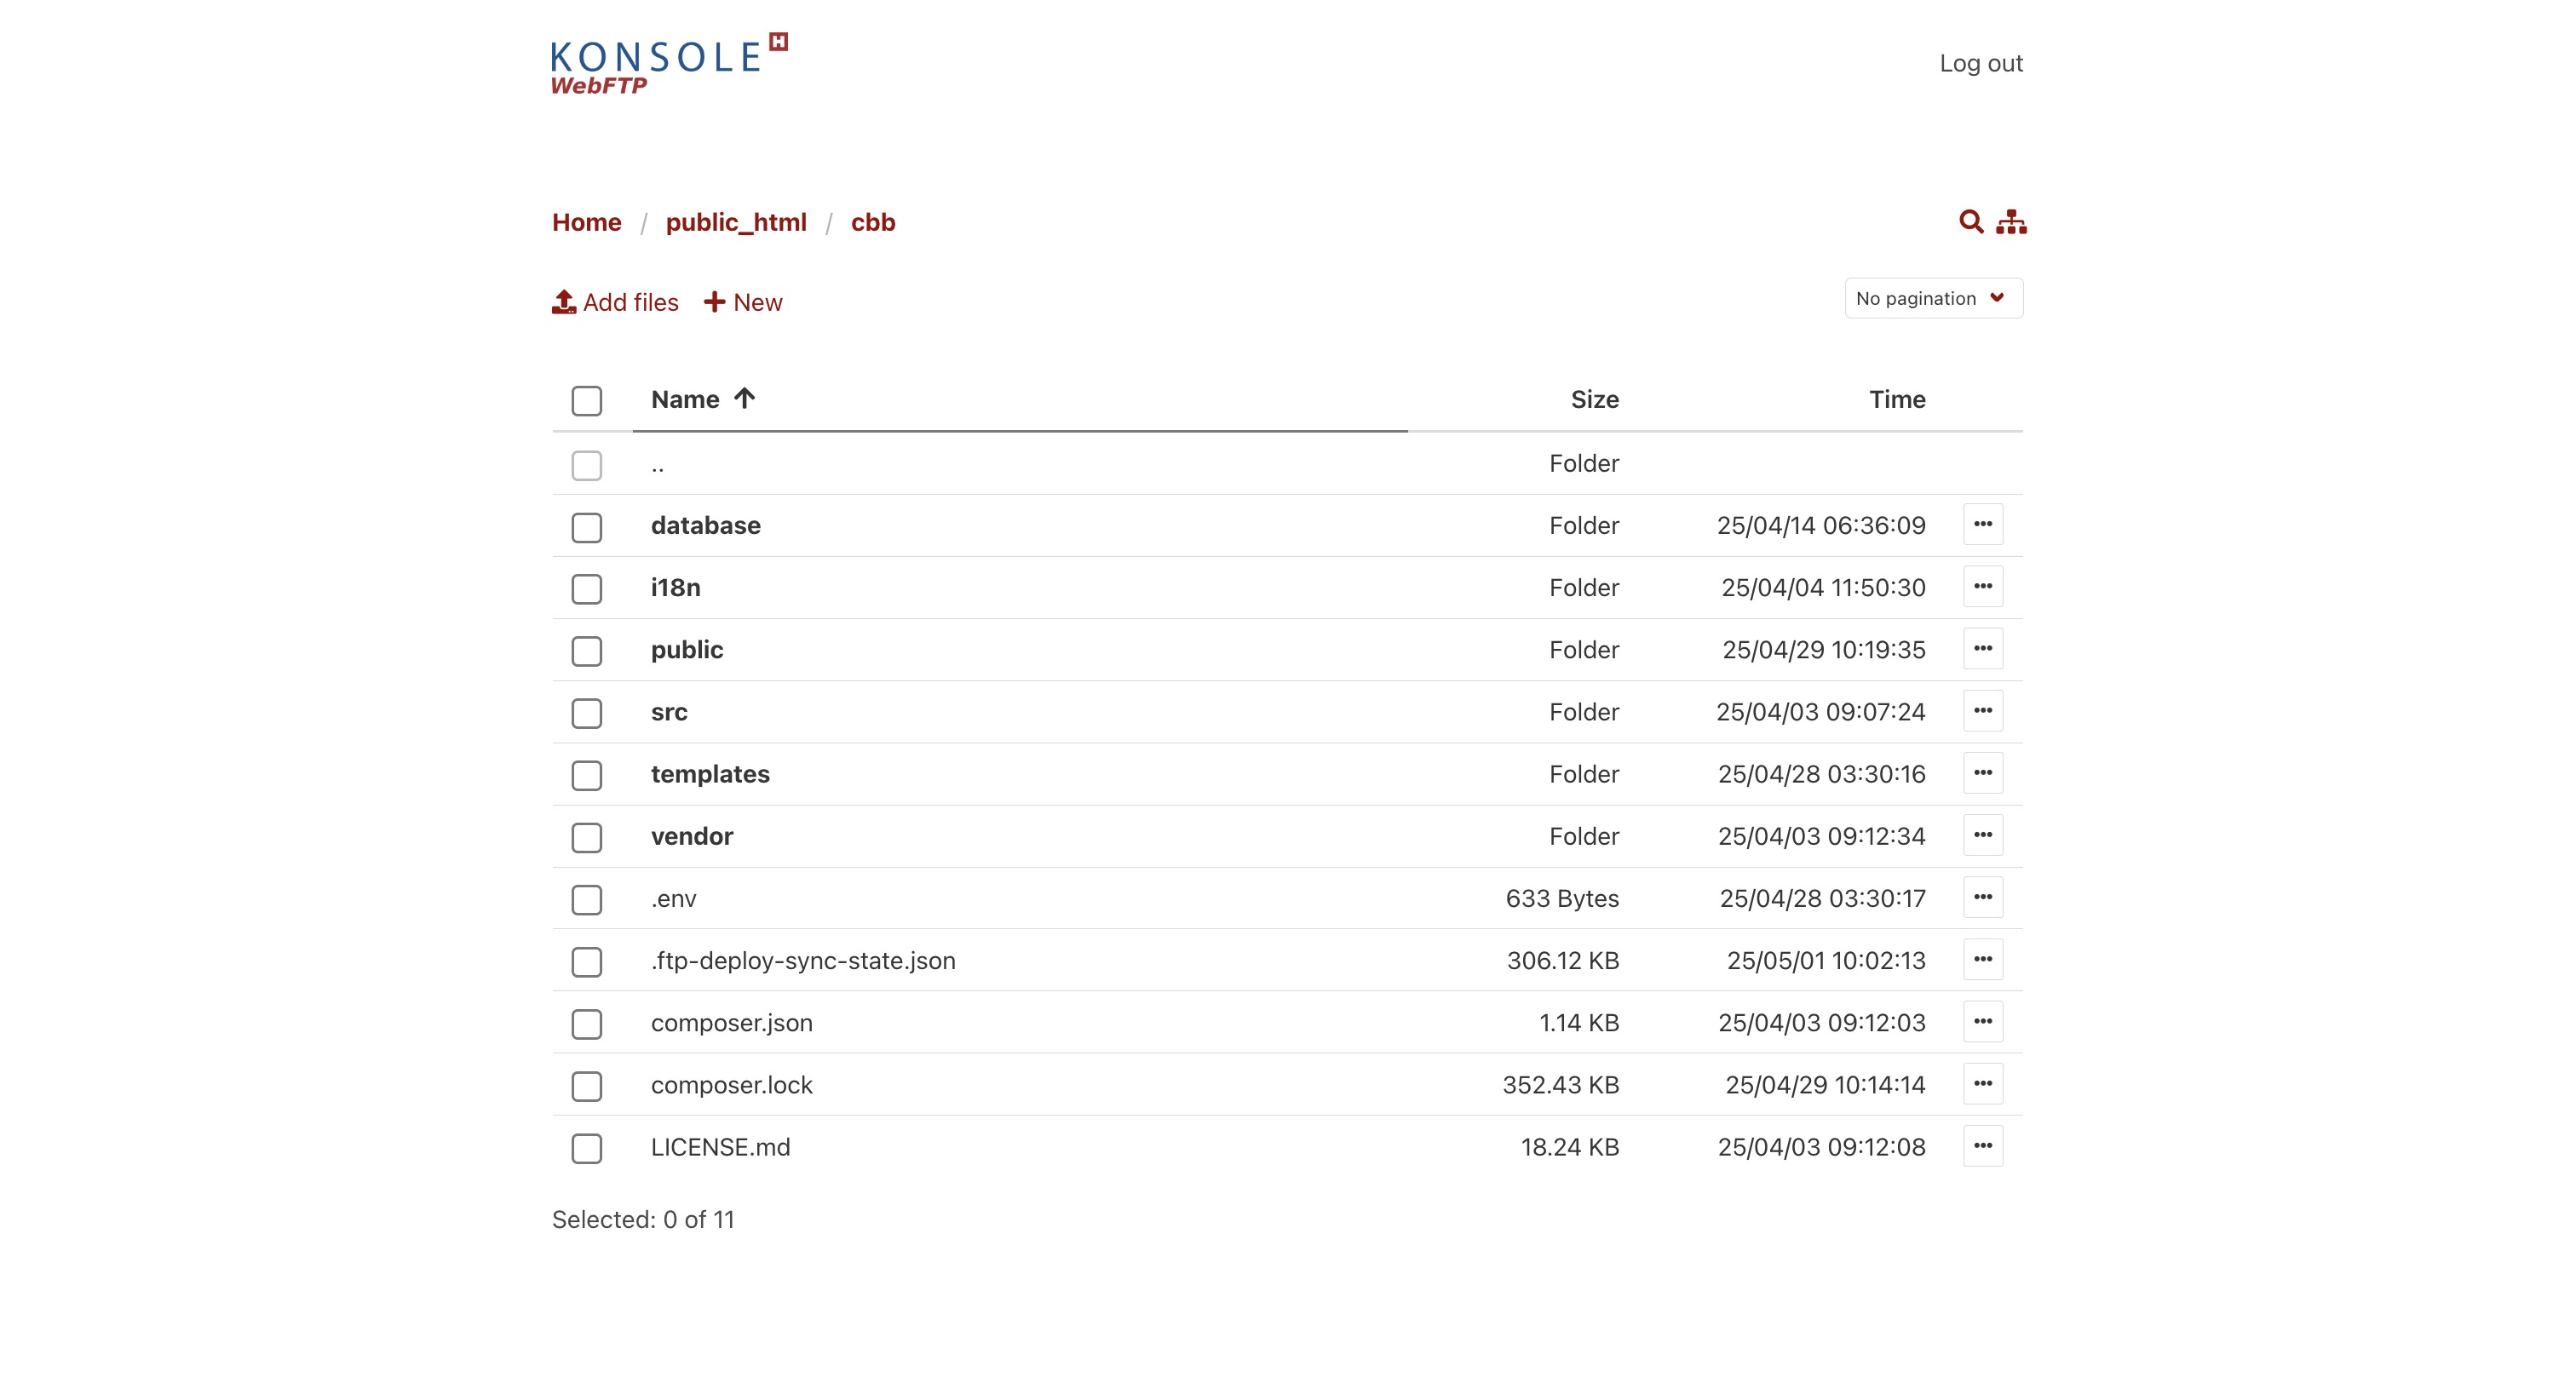 KONSOLE H
WebFTP
Log out
Home / public_html / cbb
Add files New
No pagination
Name Size Time
.. Folder
database Folder 25/04/14 06:36:09
i18n Folder 25/04/04 11:50:30
public Folder 25/04/29 10:19:35
src Folder 25/04/03 09:07:24
templates Folder 25/04/28 03:30:16
vendor Folder 25/04/03 09:12:34
.env 633 Bytes 25/04/28 03:30:17
.ftp-deploy-sync-state.json 306.12 KB 25/05/01 10:02:13
composer.json 1.14 KB 25/04/03 09:12:03
composer.lock 352.43 KB 25/04/29 10:14:14
LICENSE.md 18.24 KB 25/04/03 09:12:08
Selected: 0 of 11